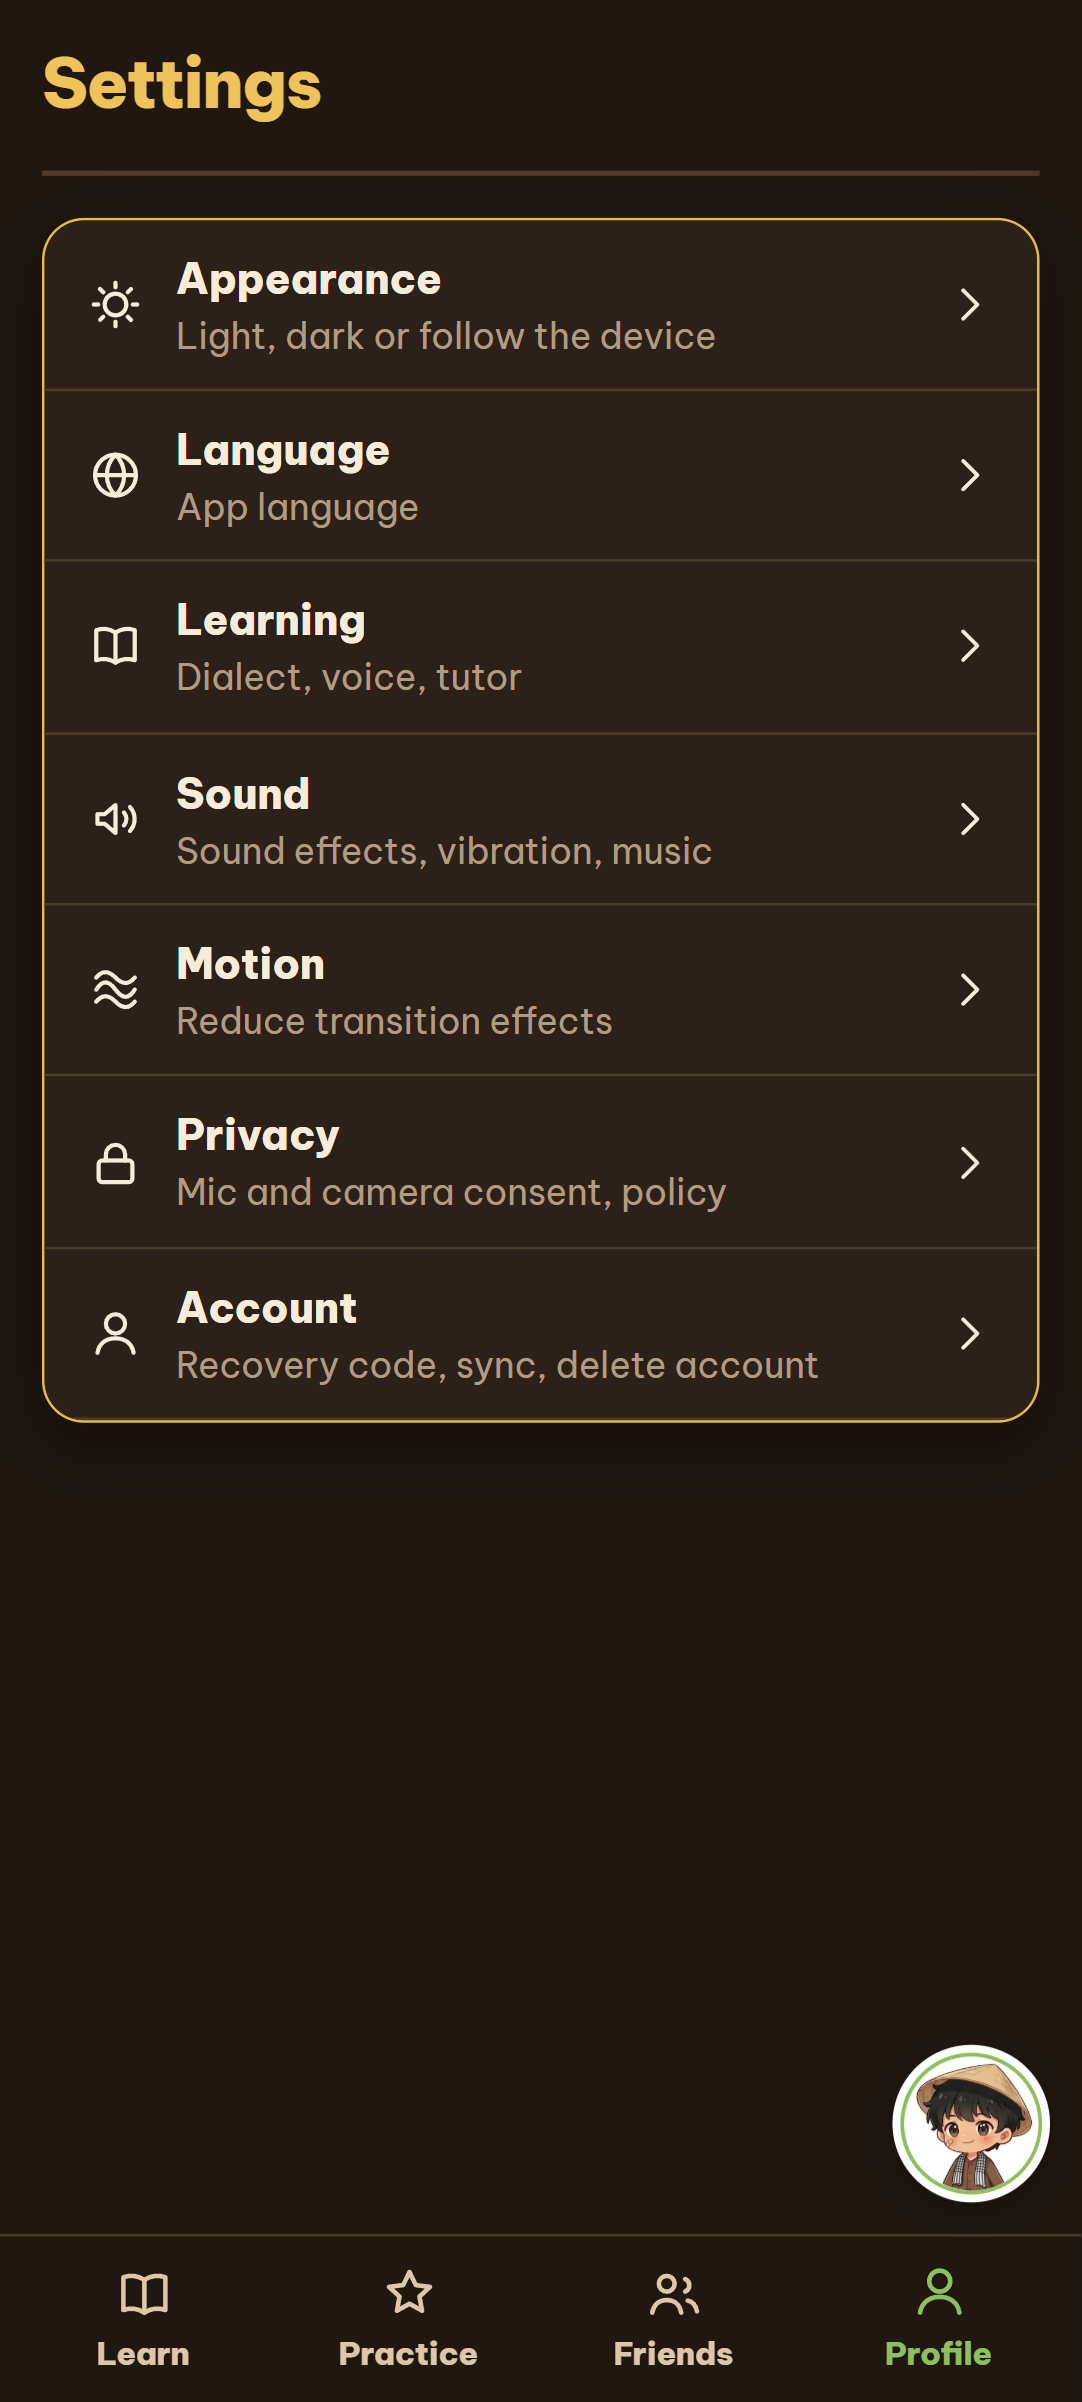 Settings
Appearance
Light, dark or follow the device
Language
App language
Learning
Dialect, voice, tutor
Sound
Sound effects, vibration, music
Motion
Reduce transition effects
Privacy
Mic and camera consent, policy
Account
Recovery code, sync, delete account
Learn
Practice
Friends
Profile